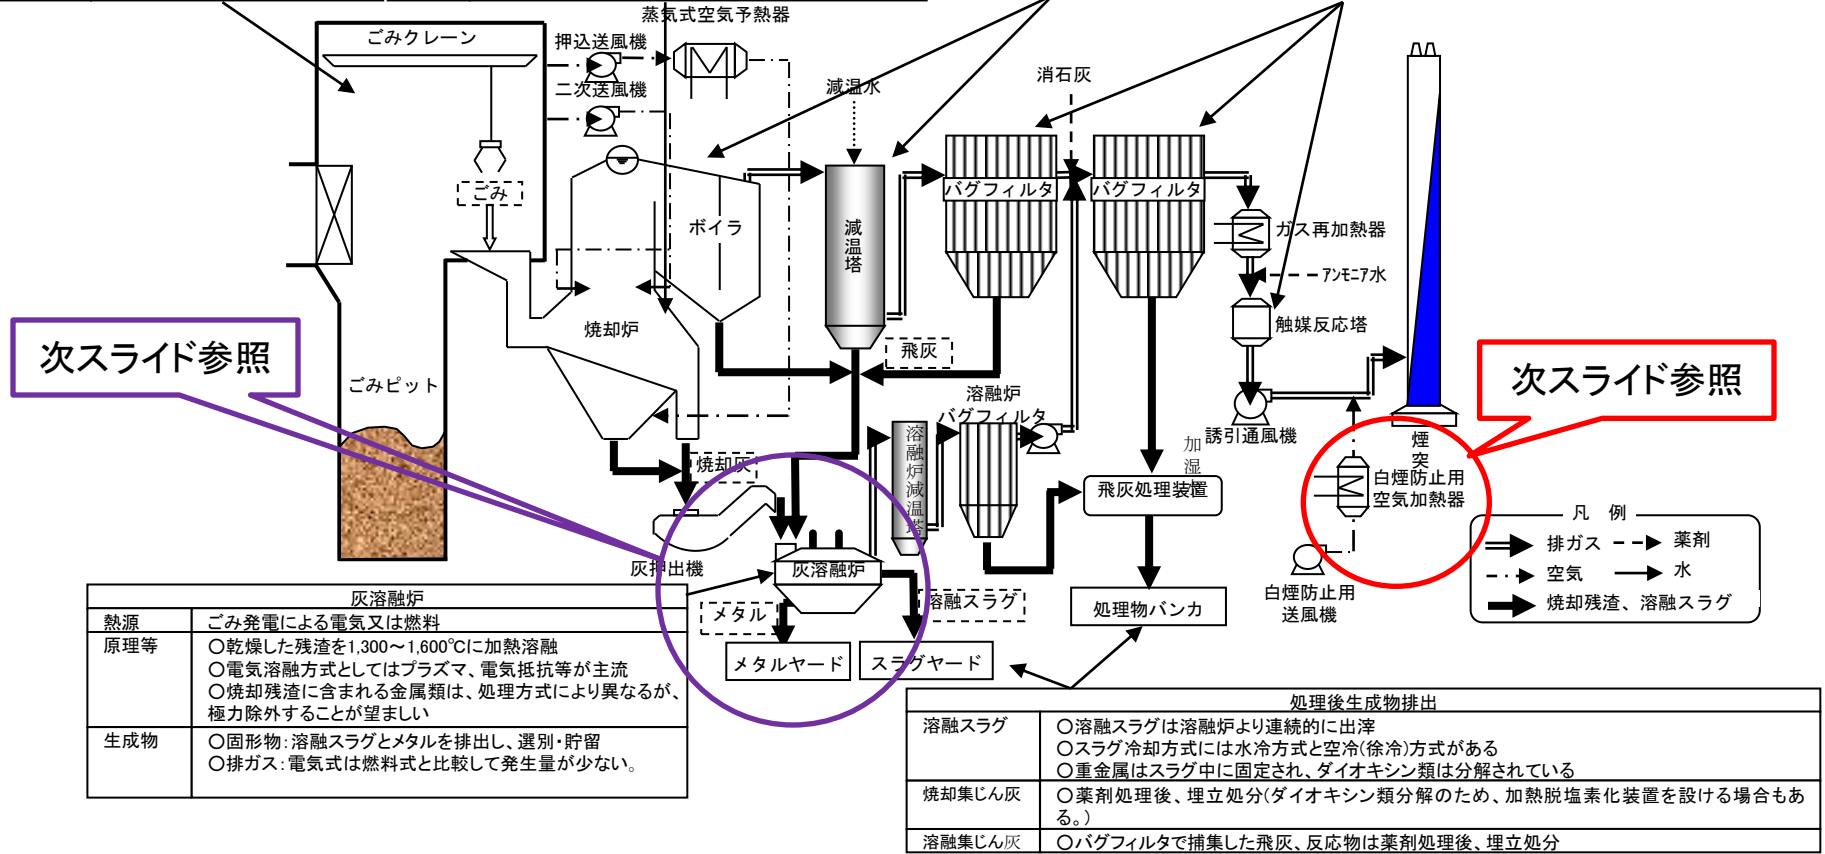 蒸気式空気予熱器
ごみクレーン
押込送風機
二次送風機
減温水
消石灰
ごみ
バグフィルタ
バグフィルタ
ボイラ
減温塔
ガス再加熱器
アンモニア水
触媒反応塔
焼却炉
飛灰
次スライド参照
ごみピット
次スライド参照
溶融炉
バグフィルタ
誘引通風機
煙突
焼却灰
溶融炉減温塔
加湿
飛灰処理装置
白煙防止用
空気加熱器
凡 例
排ガス
薬剤
空気
水
焼却残渣、溶融スラグ
灰押出機
灰溶融炉
白煙防止用
送風機
メタル
溶融スラグ
処理物バンカ
メタルヤード
スラグヤード
灰溶融炉
熱源
ごみ発電による電気又は燃料
原理等
○乾燥した残渣を1,300～1,600℃に加熱溶融
○電気溶融方式としてはプラズマ、電気抵抗等が主流
○焼却残渣に含まれる金属類は、処理方式により異なるが、
極力除外することが望ましい
生成物
○固形物：溶融スラグとメタルを排出し、選別・貯留
○排ガス：電気式は燃料式と比較して発生量が少ない。
処理後生成物排出
溶融スラグ
○溶融スラグは溶融炉より連続的に出滓
○スラグ冷却方式には水冷方式と空冷(徐冷)方式がある
○重金属はスラグ中に固定され、ダイオキシン類は分解されている
焼却集じん灰
○薬剤処理後、埋立処分(ダイオキシン類分解のため、加熱脱塩素化装置を設ける場合もあ
る。)
溶融集じん灰
○バグフィルタで捕集した飛灰、反応物は薬剤処理後、埋立処分